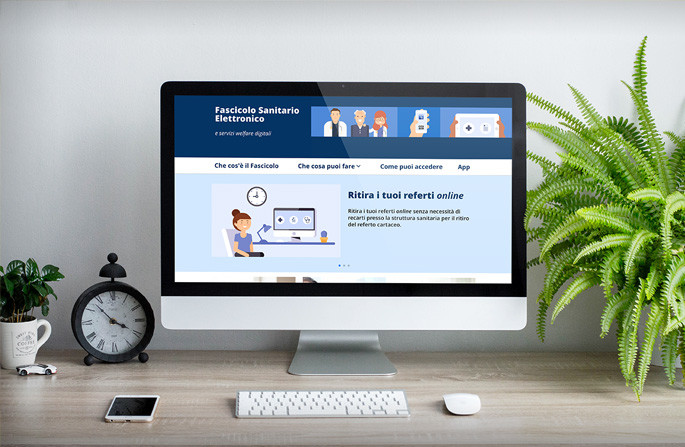 Fascicolo Sanitario
Elettronico
e servizi welfare digitali
Che cos'è il Fascicolo
Che cosa puoi fare
Come puoi accedere
App
Ritira i tuoi referti online
Ritira i tuoi referti online senza necessità di
recarti presso la struttura sanitaria per il ritiro
del referto cartaceo.